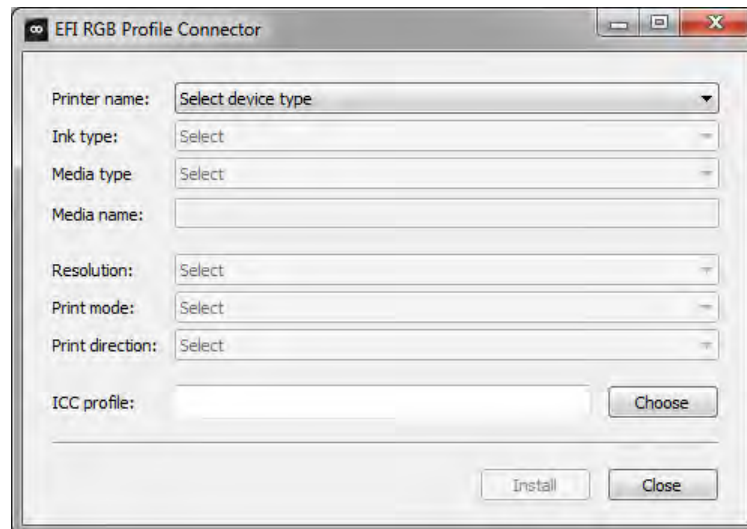 EFI RGB Profile Connector
Printer name: Select device type
Ink type: Select
Media type Select
Media name:
Resolution: Select
Print mode: Select
Print direction: Select
ICC profile: Choose
Install Close